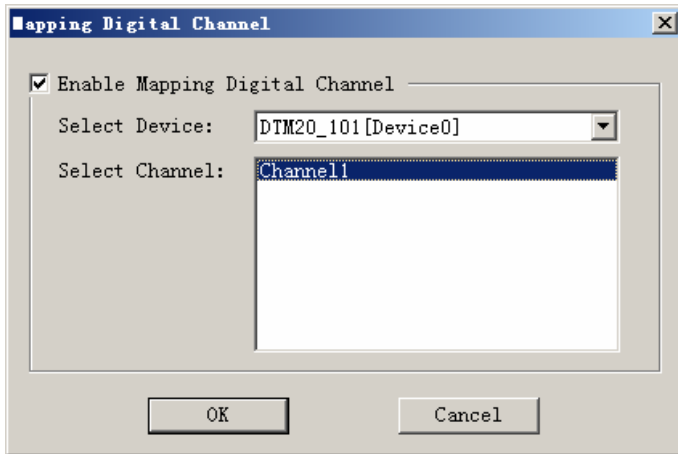 Mapping Digital Channel
Enable Mapping Digital Channel
Select Device: DTM20_101[Device0]
Select Channel: Channel1
OK Cancel